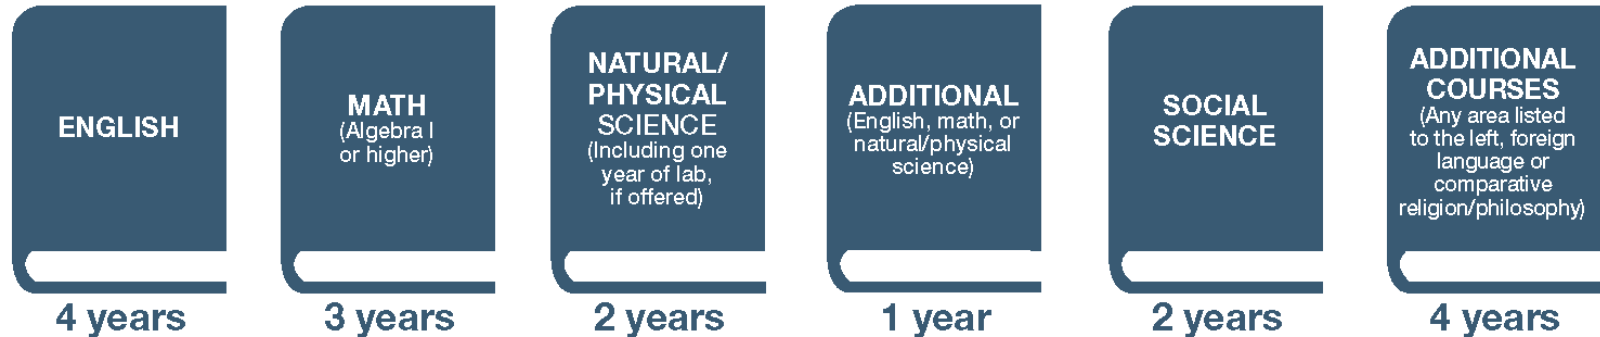 ENGLISH
4 years
MATH
(Algebra I
or higher)
3 years
NATURAL/
PHYSICAL
SCIENCE
(Including one
year of lab,
if offered)
2 years
ADDITIONAL
(English, math, or
natural/physical
science)
1 year
SOCIAL
SCIENCE
2 years
ADDITIONAL
COURSES
(Any area listed
to the left, foreign
language or
comparative
religion/philosophy)
4 years